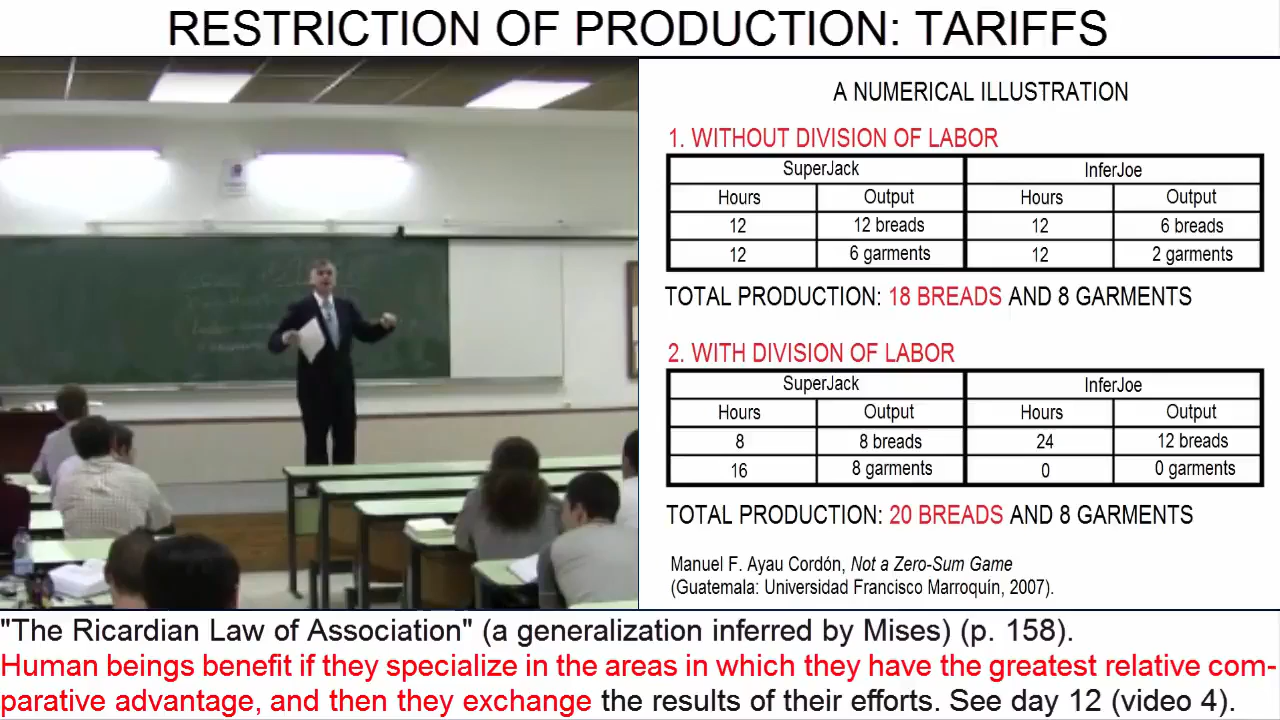 RESTRICTION OF PRODUCTION: TARIFFS
A NUMERICAL ILLUSTRATION
1. WITHOUT DIVISION OF LABOR
SuperJack InferJoe
Hours Output Hours Output
12 12 breads 12 6 breads
12 6 garments 12 2 garments
TOTAL PRODUCTION: 18 BREADS AND 8 GARMENTS
2. WITH DIVISION OF LABOR
SuperJack InferJoe
Hours Output Hours Output
8 8 breads 24 12 breads
16 8 garments 0 0 garments
TOTAL PRODUCTION: 20 BREADS AND 8 GARMENTS
Manuel F. Ayau Cordón, Not a Zero-Sum Game
(Guatemala: Universidad Francisco Marroquín, 2007).
"The Ricardian Law of Association" (a generalization inferred by Mises) (p. 158).
Human beings benefit if they specialize in the areas in which they have the greatest relative com-
parative advantage, and then they exchange the results of their efforts. See day 12 (video 4).